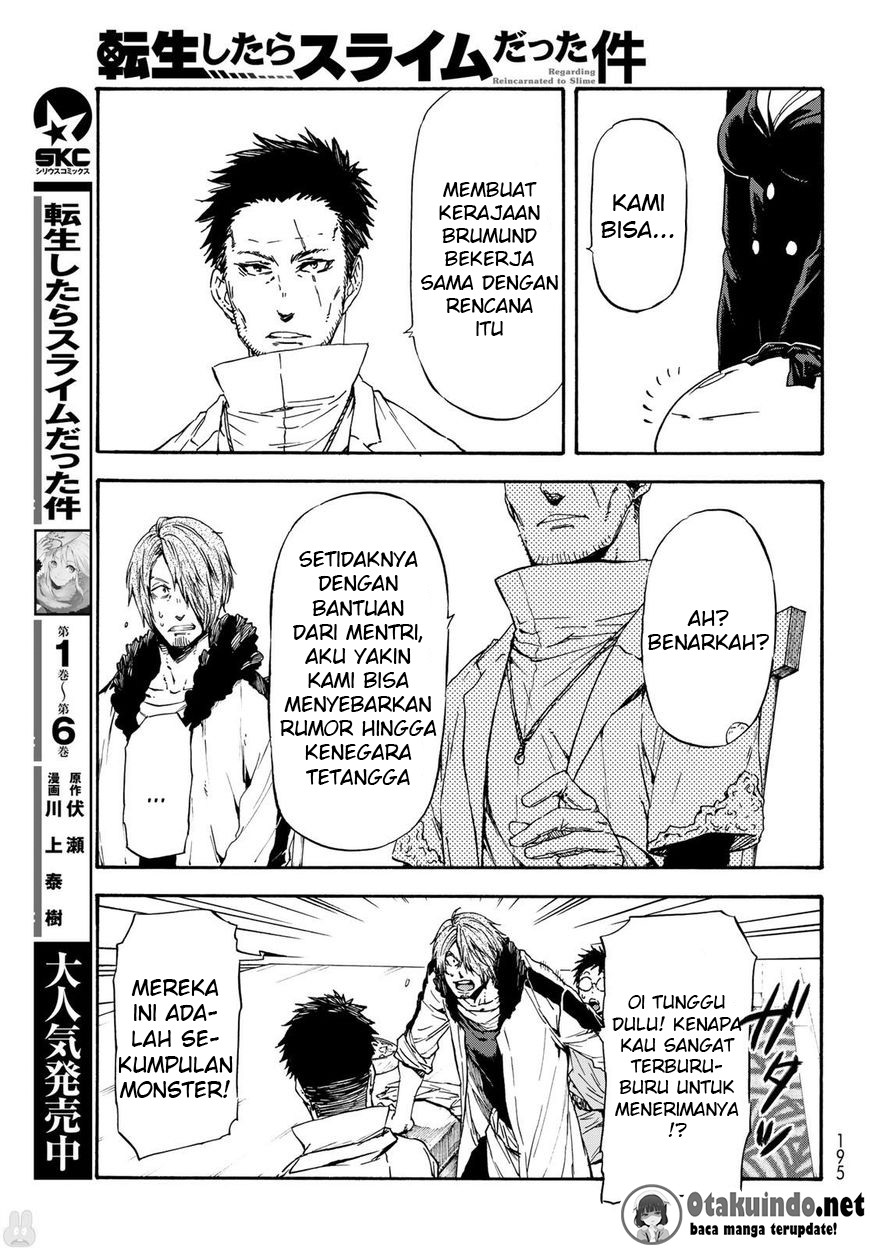 転生したらスライムだった件
Regarding
Reincarnated to Slime
SKC
シリウスコミックス
転生したらスライムだった件
第1巻〜第6巻
原作 伏瀬
漫画 川上泰樹
大人気発売中
KAMI
BISA...
MEMBUAT
KERAJAAN
BRUMUND
BEKERJA
SAMA DENGAN
RENCANA
ITU
AH?
BENARKAH?
SETIDAKNYA
DENGAN
BANTUAN
DARI MENTRI,
AKU YAKIN
KAMI BISA
MENYEBARKAN
RUMOR HINGGA
KENEGARA
TETANGGA
...
ガタッ
OI TUNGGU
DULU! KENAPA
KAU SANGAT
TERBURU-
BURU UNTUK
MENERIMANYA
!?
MEREKA
INI ADA-
LAH SE-
KUMPULAN
MONSTER!
195
Otakuindo.net
baca manga terupdate!